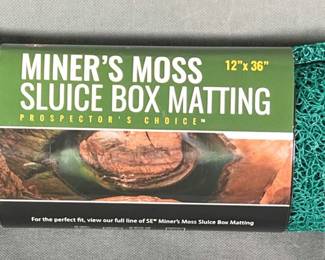 MINER'S MOSS 12"x 36"
SLUICE BOX MATTING
PROSPECTOR'S CHOICE™
For the perfect fit, view our full line of SE™ Miner's Moss Sluice Box Matting